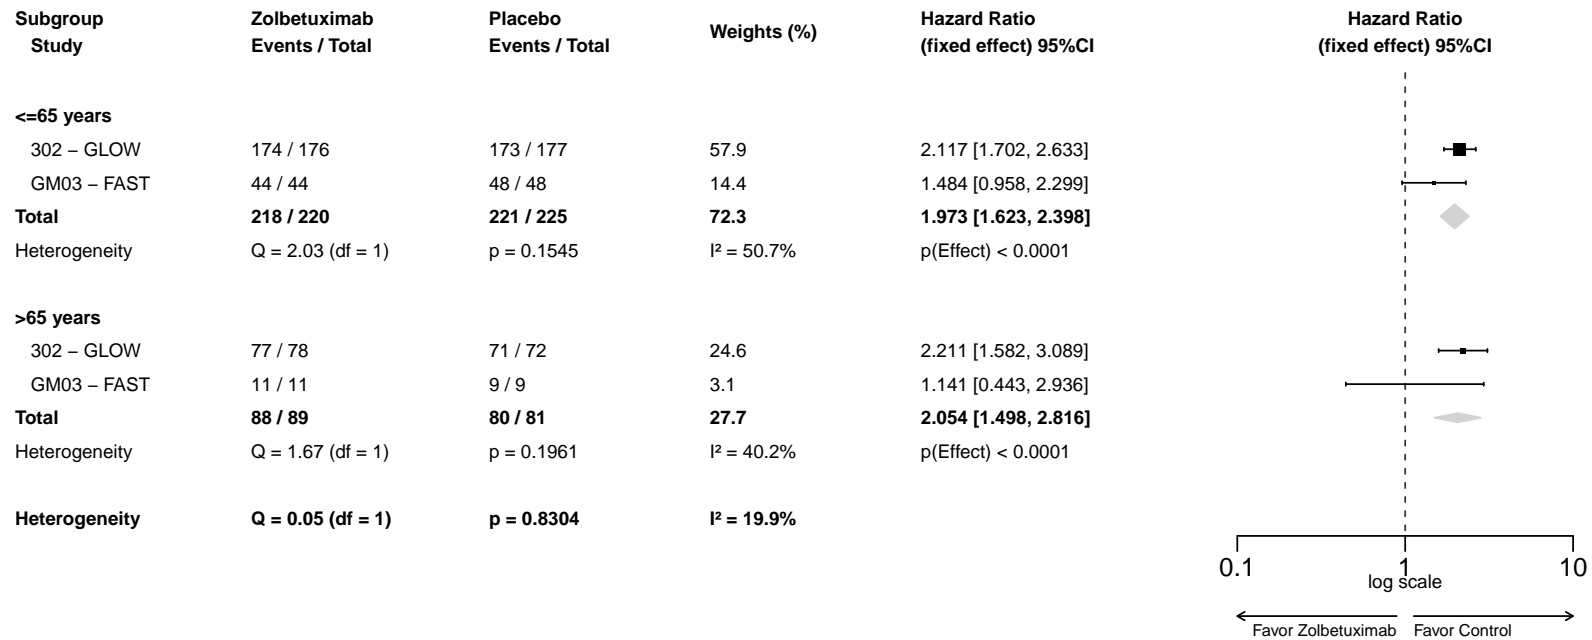 Subgroup Zolbetuximab Placebo Weights (%) Hazard Ratio Hazard Ratio
Study Events / Total Events / Total (fixed effect) 95%CI (fixed effect) 95%CI
<=65 years
302 – GLOW 174 / 176 173 / 177 57.9 2.117 [1.702, 2.633]
GM03 – FAST 44 / 44 48 / 48 14.4 1.484 [0.958, 2.299]
Total 218 / 220 221 / 225 72.3 1.973 [1.623, 2.398]
Heterogeneity Q = 2.03 (df = 1) p = 0.1545 I² = 50.7% p(Effect) < 0.0001
>65 years
302 – GLOW 77 / 78 71 / 72 24.6 2.211 [1.582, 3.089]
GM03 – FAST 11 / 11 9 / 9 3.1 1.141 [0.443, 2.936]
Total 88 / 89 80 / 81 27.7 2.054 [1.498, 2.816]
Heterogeneity Q = 1.67 (df = 1) p = 0.1961 I² = 40.2% p(Effect) < 0.0001
Heterogeneity Q = 0.05 (df = 1) p = 0.8304 I² = 19.9%
0.1 1 10
log scale
Favor Zolbetuximab Favor Control